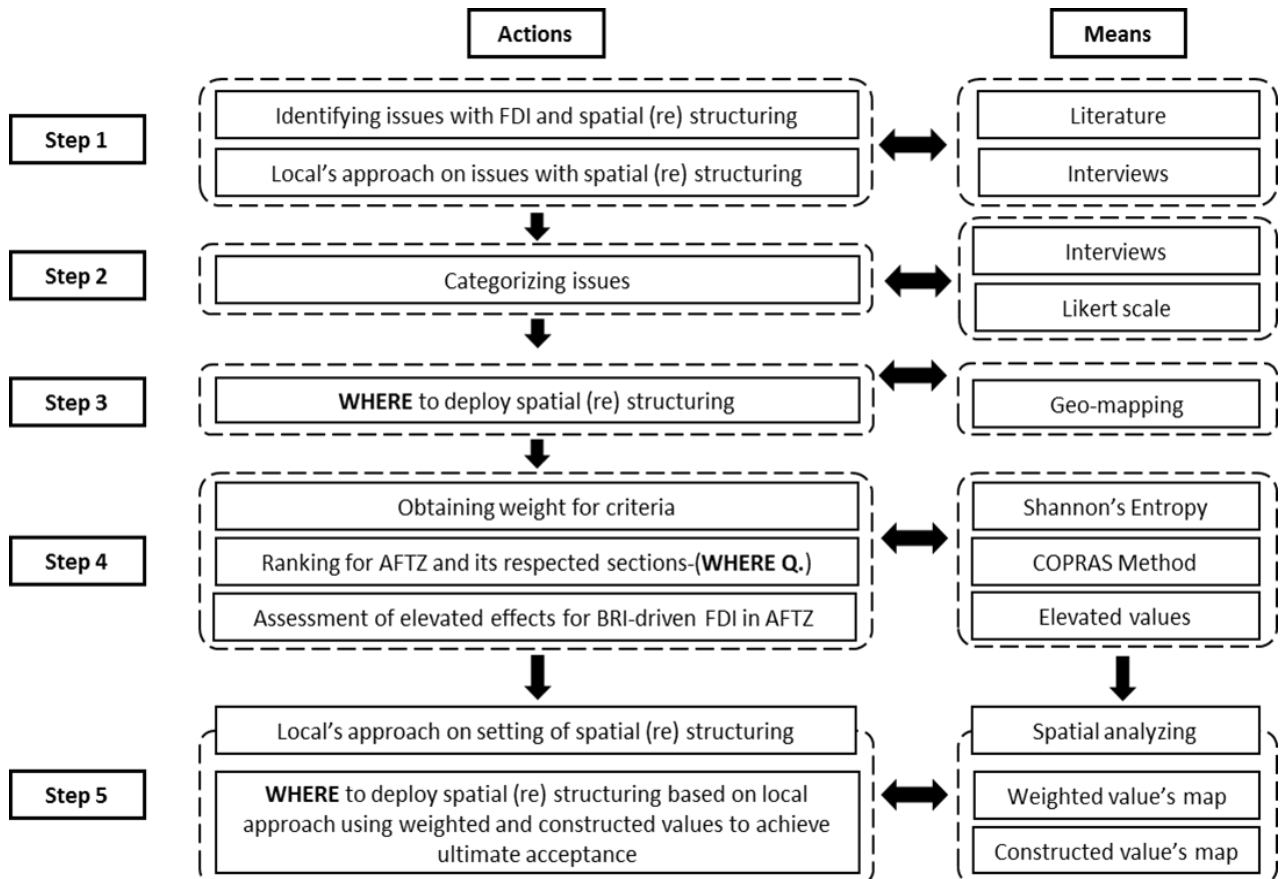 Actions
Means
Step 1
Identifying issues with FDI and spatial (re) structuring
Local's approach on issues with spatial (re) structuring
Literature
Interviews
Step 2
Categorizing issues
Interviews
Likert scale
Step 3
WHERE to deploy spatial (re) structuring
Geo-mapping
Step 4
Obtaining weight for criteria
Ranking for AFTZ and its respected sections-(WHERE Q.)
Assessment of elevated effects for BRI-driven FDI in AFTZ
Shannon's Entropy
COPRAS Method
Elevated values
Step 5
Local's approach on setting of spatial (re) structuring
WHERE to deploy spatial (re) structuring based on local
approach using weighted and constructed values to achieve
ultimate acceptance
Spatial analyzing
Weighted value's map
Constructed value's map